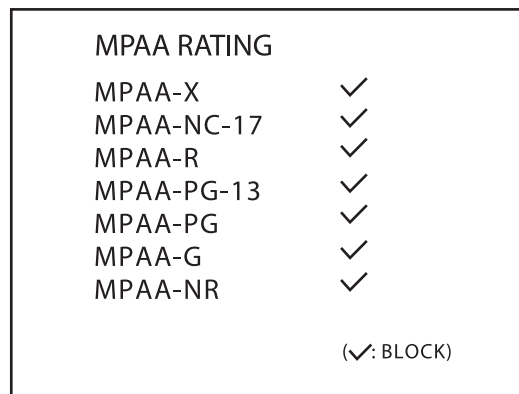 MPAA RATING
MPAA-X ✓
MPAA-NC-17 ✓
MPAA-R ✓
MPAA-PG-13 ✓
MPAA-PG ✓
MPAA-G ✓
MPAA-NR ✓
(✓: BLOCK)